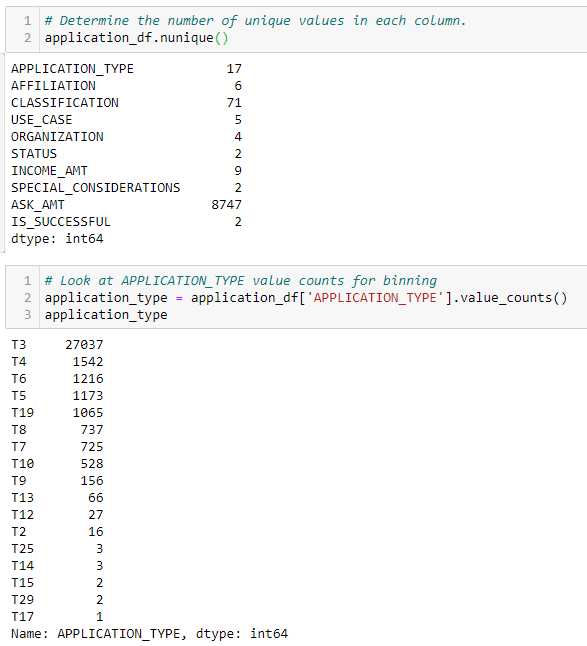 1 # Determine the number of unique values in each column.
2 application_df.nunique()
APPLICATION_TYPE 17
AFFILIATION 6
CLASSIFICATION 71
USE_CASE 5
ORGANIZATION 4
STATUS 2
INCOME_AMT 9
SPECIAL_CONSIDERATIONS 2
ASK_AMT 8747
IS_SUCCESSFUL 2
dtype: int64
1 # Look at APPLICATION_TYPE value counts for binning
2 application_type = application_df['APPLICATION_TYPE'].value_counts()
3 application_type
T3 27037
T4 1542
T6 1216
T5 1173
T19 1065
T8 737
T7 725
T10 528
T9 156
T13 66
T12 27
T2 16
T25 3
T14 3
T15 2
T29 2
T17 1
Name: APPLICATION_TYPE, dtype: int64